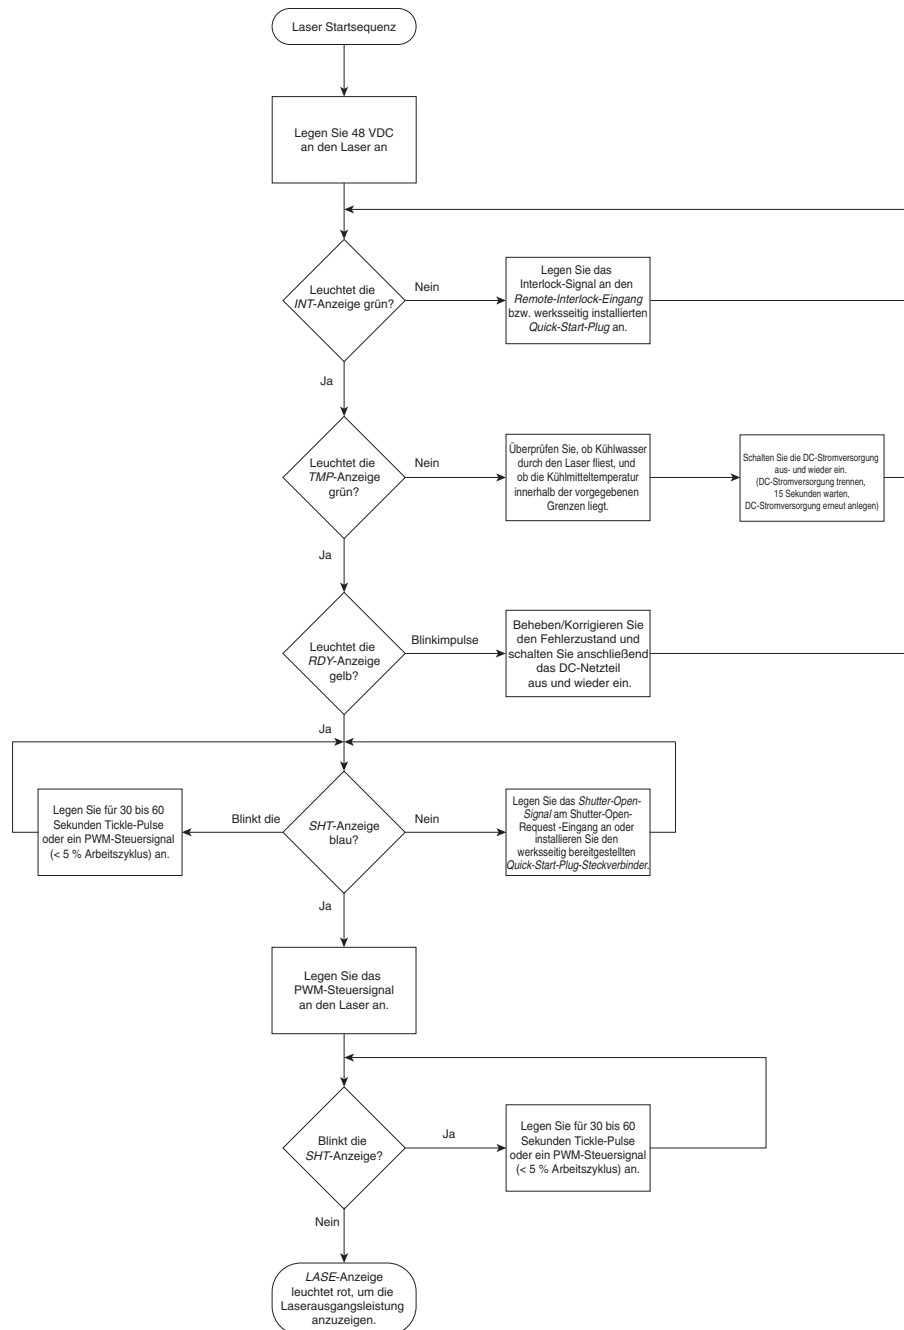 Laser Startsequenz
Legen Sie 48 VDC
an den Laser an
Leuchtet die
INT-Anzeige grün?
Nein
Legen Sie das
Interlock-Signal an den
Remote-Interlock-Eingang
bzw. werksseitig installierten
Quick-Start-Plug an.
Ja
Leuchtet die
TMP-Anzeige
grün?
Nein
Überprüfen Sie, ob Kühlwasser
durch den Laser fliest, und
ob die Kühlmitteltemperatur
innerhalb der vorgegebenen
Grenzen liegt.
Schalten Sie die DC-Stromversorgung
aus- und wieder ein.
(DC-Stromversorgung trennen,
15 Sekunden warten,
DC-Stromversorgung erneut anlegen)
Ja
Leuchtet die
RDY-Anzeige
gelb?
Blinkimpulse
Beheben/Korrigieren Sie
den Fehlerzustand und
schalten Sie anschließend
das DC-Netzteil
aus und wieder ein.
Ja
Legen Sie für 30 bis 60
Sekunden Tickle-Pulse
oder ein PWM-Steuersignal
(< 5 % Arbeitszyklus) an.
Blinkt die
SHT-Anzeige
blau?
Nein
Legen Sie das Shutter-Open-
Signal am Shutter-Open-
Request -Eingang an oder
installieren Sie den
werksseitig bereitgestellten
Quick-Start-Plug-Steckverbinder.
Ja
Legen Sie das
PWM-Steuersignal
an den Laser an.
Blinkt die
SHT-Anzeige?
Ja
Legen Sie für 30 bis 60
Sekunden Tickle-Pulse
oder ein PWM-Steuersignal
(< 5 % Arbeitszyklus) an.
Nein
LASE-Anzeige
leuchtet rot, um die
Laserausgangsleistung
anzuzeigen.